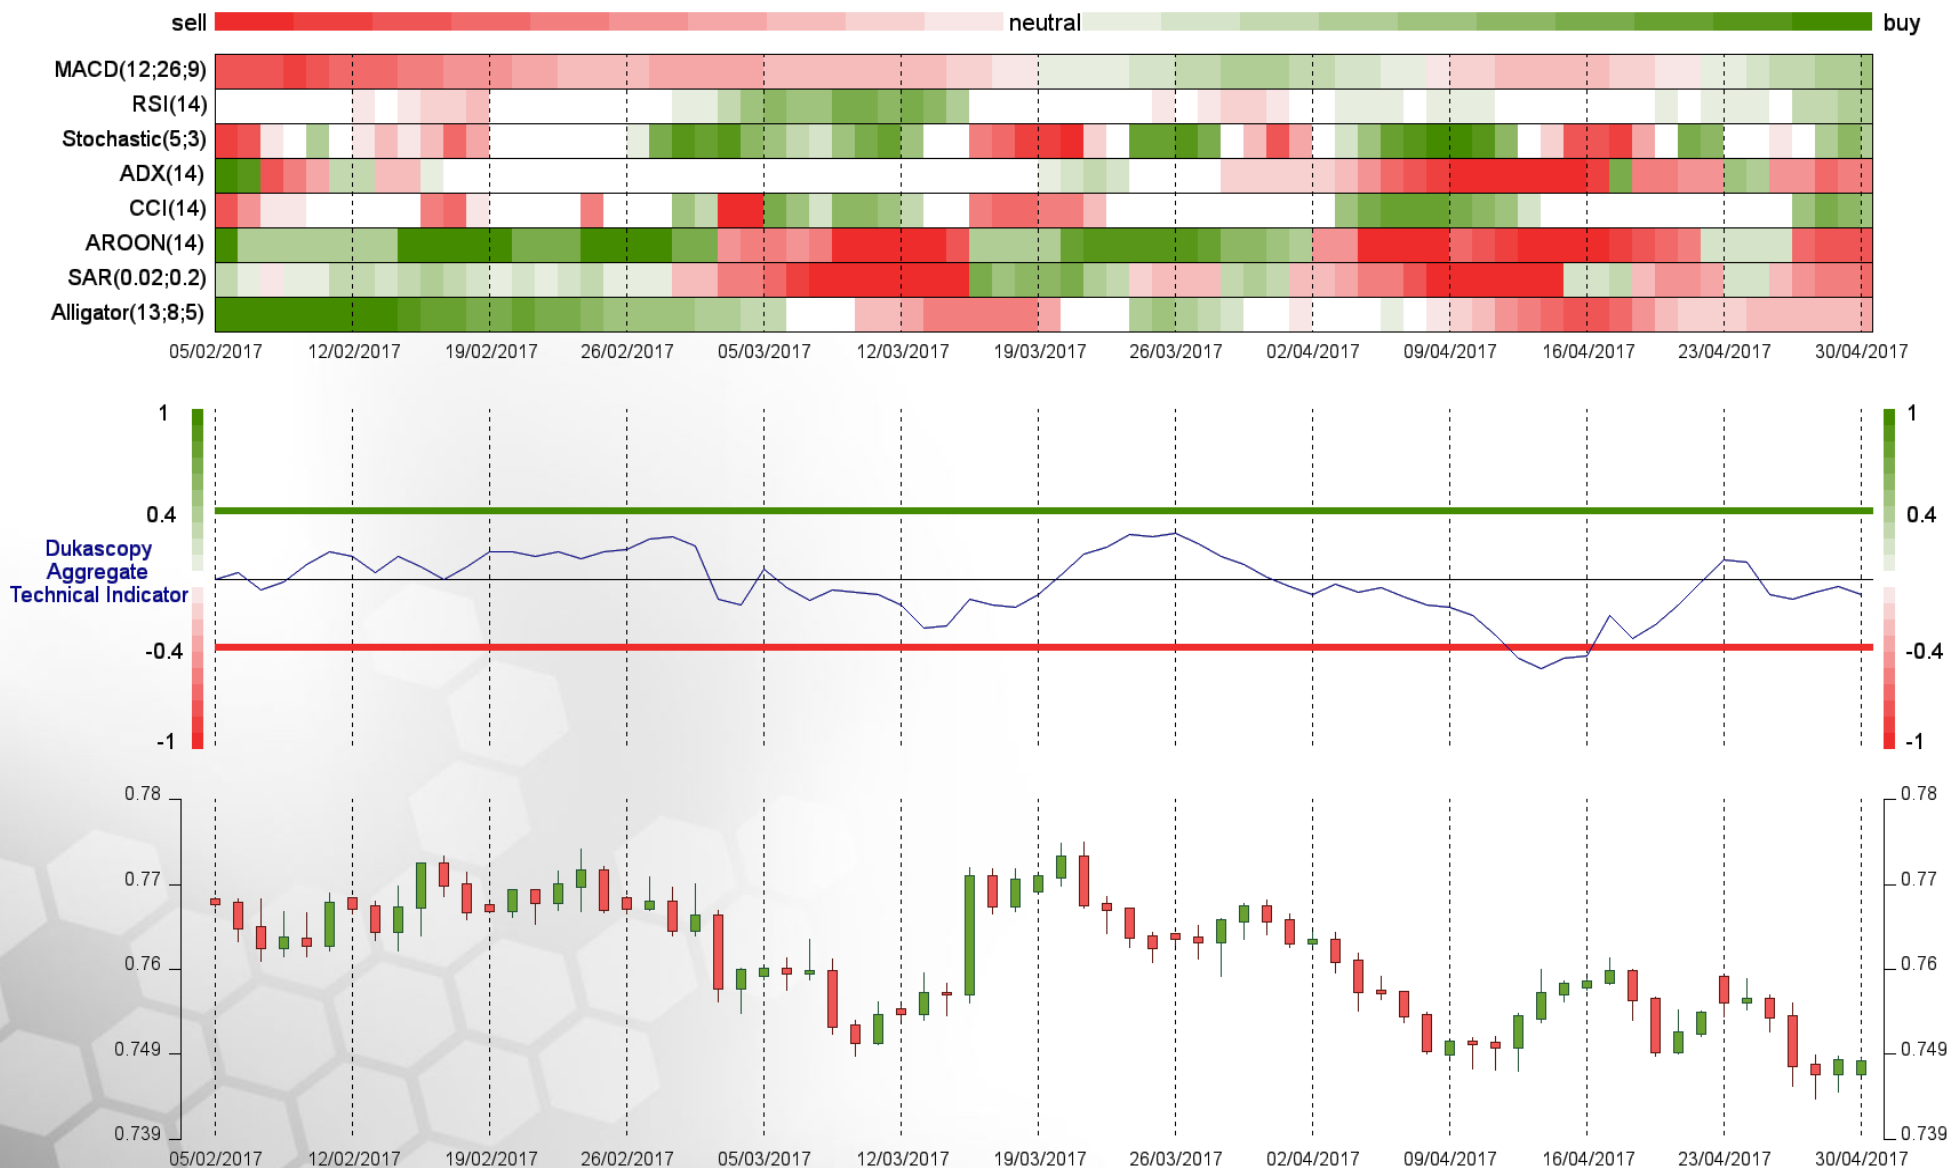 sell neutral buy
MACD(12;26;9)
RSI(14)
Stochastic(5;3)
ADX(14)
CCI(14)
AROON(14)
SAR(0.02;0.2)
Alligator(13;8;5)
05/02/2017 12/02/2017 19/02/2017 26/02/2017 05/03/2017 12/03/2017 19/03/2017 26/03/2017 02/04/2017 09/04/2017 16/04/2017 23/04/2017 30/04/2017
1 1
0.4 0.4
Dukascopy
Aggregate
Technical Indicator
-0.4 -0.4
-1 -1
0.78 0.78
0.77 0.77
0.76 0.76
0.749 0.749
0.739 0.739
05/02/2017 12/02/2017 19/02/2017 26/02/2017 05/03/2017 12/03/2017 19/03/2017 26/03/2017 02/04/2017 09/04/2017 16/04/2017 23/04/2017 30/04/2017